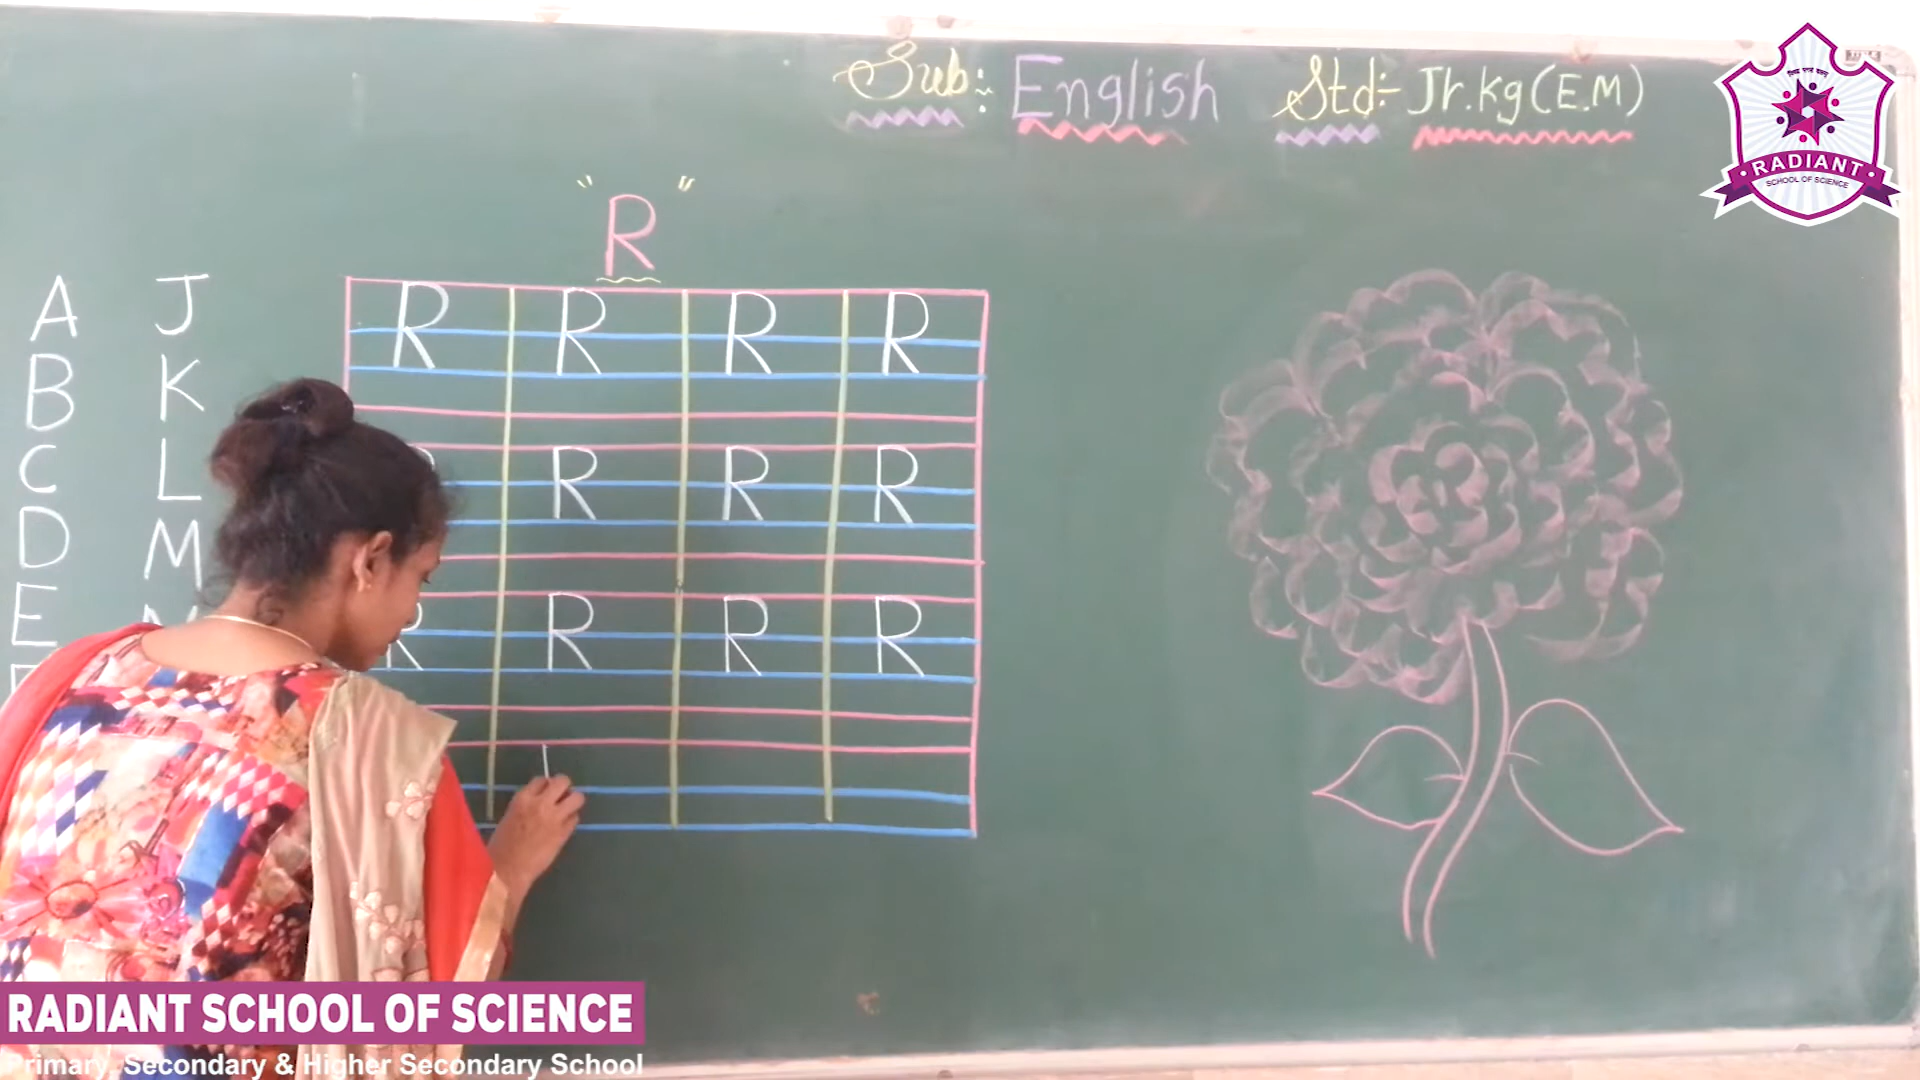 Sub:- English Std:- Jr.Kg (E.M)
RADIANT
SCHOOL OF SCIENCE
"R"
A J
B K
C L
D M
E
R R R R
R R R
R R R R
RADIANT SCHOOL OF SCIENCE
Primary, Secondary & Higher Secondary School